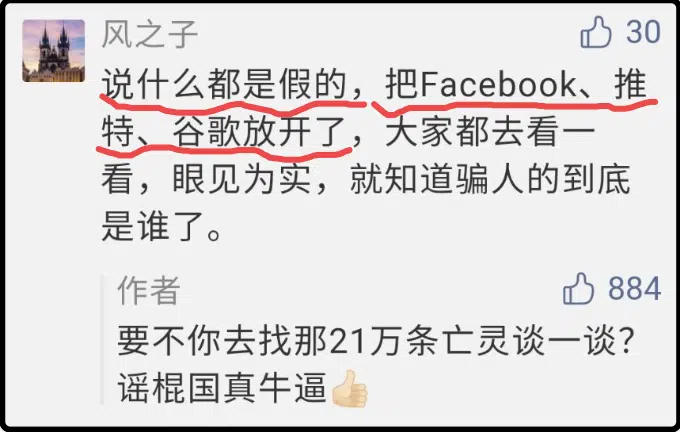 风之子
30
说什么都是假的，把Facebook、推
特、谷歌放开了，大家都去看一
看，眼见为实，就知道骗人的到底
是谁了。
作者
884
要不你去找那21万条亡灵谈一谈？
谣棍国真牛逼👍🏻